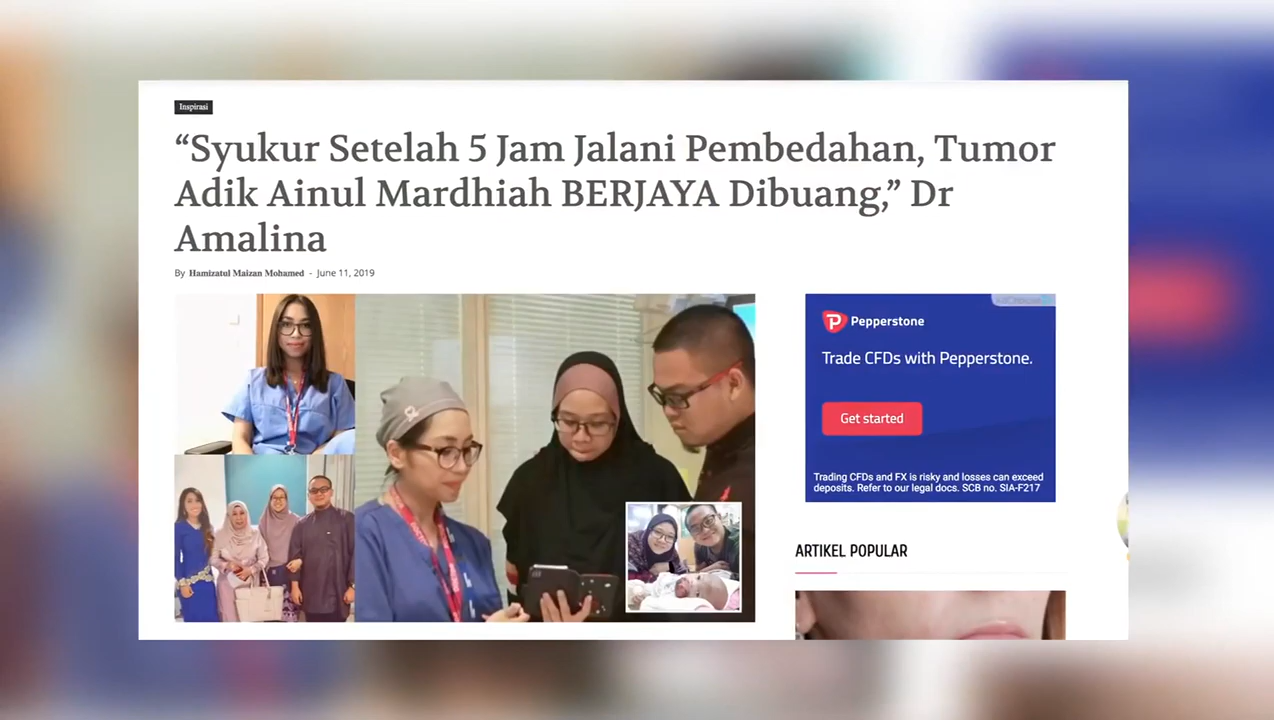 Inspirasi
“Syukur Setelah 5 Jam Jalani Pembedahan, Tumor
Adik Ainul Mardhiah BERJAYA Dibuang,” Dr
Amalina
By Hamizatul Maizan Mohamed - June 11, 2019
Pepperstone
Trade CFDs with Pepperstone.
Get started
Trading CFDs and FX is risky and losses can exceed
deposits. Refer to our legal docs. SCB no. SIA-F217
ARTIKEL POPULAR